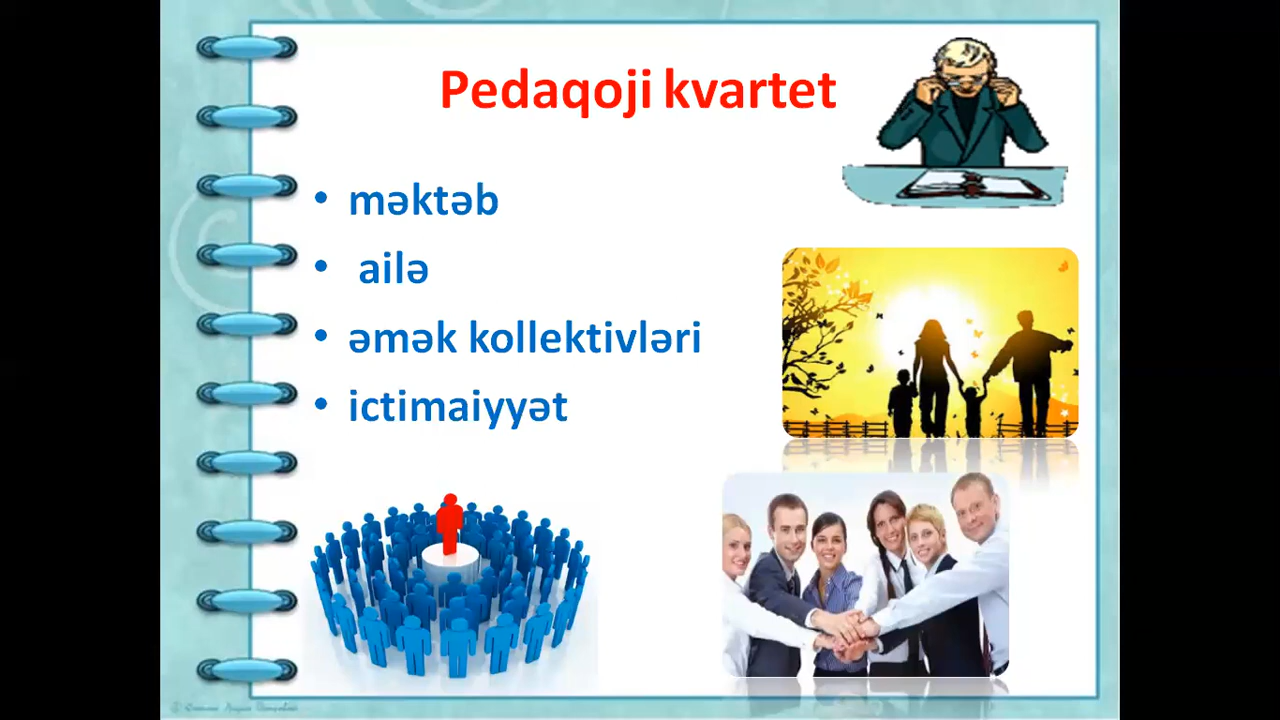 Pedaqoji kvartet
• məktəb
• ailə
• əmək kollektivləri
• ictimaiyyət